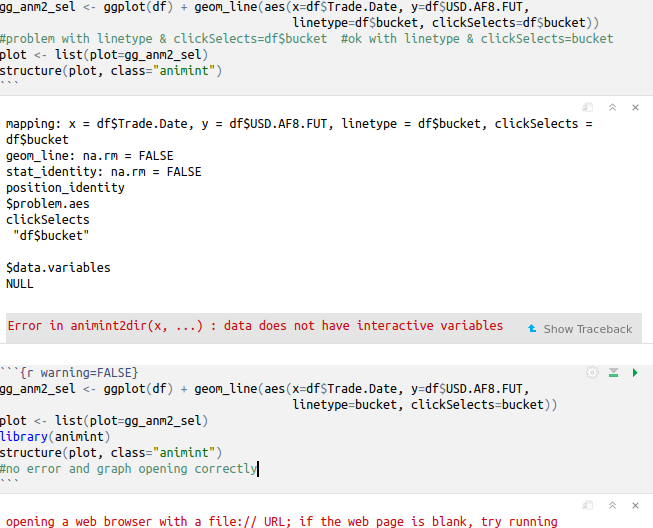 gg_anm2_sel <- ggplot(df) + geom_line(aes(x=df$Trade.Date, y=df$USD.AF8.FUT,
linetype=df$bucket, clickSelects=df$bucket))
#problem with linetype & clickSelects=df$bucket  #ok with linetype & clickSelects=bucket
plot <- list(plot=gg_anm2_sel)
structure(plot, class="animint")
```
mapping: x = df$Trade.Date, y = df$USD.AF8.FUT, linetype = df$bucket, clickSelects =
df$bucket
geom_line: na.rm = FALSE
stat_identity: na.rm = FALSE
position_identity
$problem.aes
clickSelects
"df$bucket"
$data.variables
NULL
Error in animint2dir(x, ...) : data does not have interactive variables Show Traceback
```{r warning=FALSE}
gg_anm2_sel <- ggplot(df) + geom_line(aes(x=df$Trade.Date, y=df$USD.AF8.FUT,
linetype=bucket, clickSelects=bucket))
plot <- list(plot=gg_anm2_sel)
library(animint)
structure(plot, class="animint")
#no error and graph opening correctly
```
opening a web browser with a file:// URL; if the web page is blank, try running